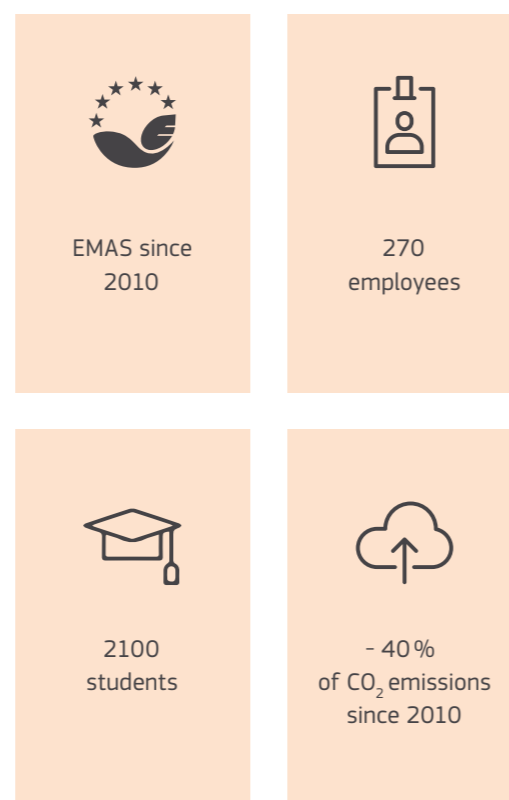 EMAS since
2010
270
employees
2100
students
- 40 %
of CO₂ emissions
since 2010